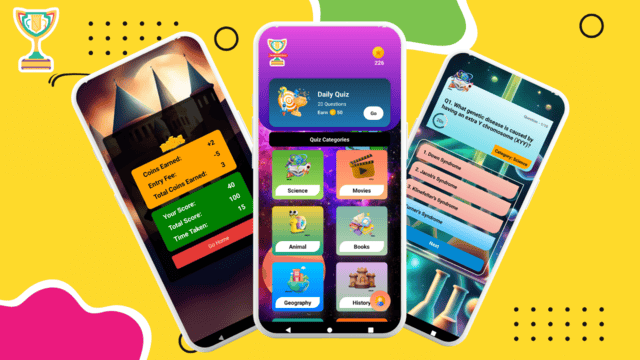 Coins Earned: +2
Entry Fee: -5
Total Coins Earned: 3
Your Score: 40
Total Score: 100
Time Taken: 15
Go Home
226
Daily Quiz
20 Questions
Earn 50
Go
Quiz Categories
Science
Movies
Animal
Books
Geography
History
Q1. What genetic disease is caused by
having an extra Y chromosome (XYY)?
Category: Science
1. Down Syndrome
2. Jacob's Syndrome
3. Klinefelter's Syndrome
Turner's Syndrome
Next